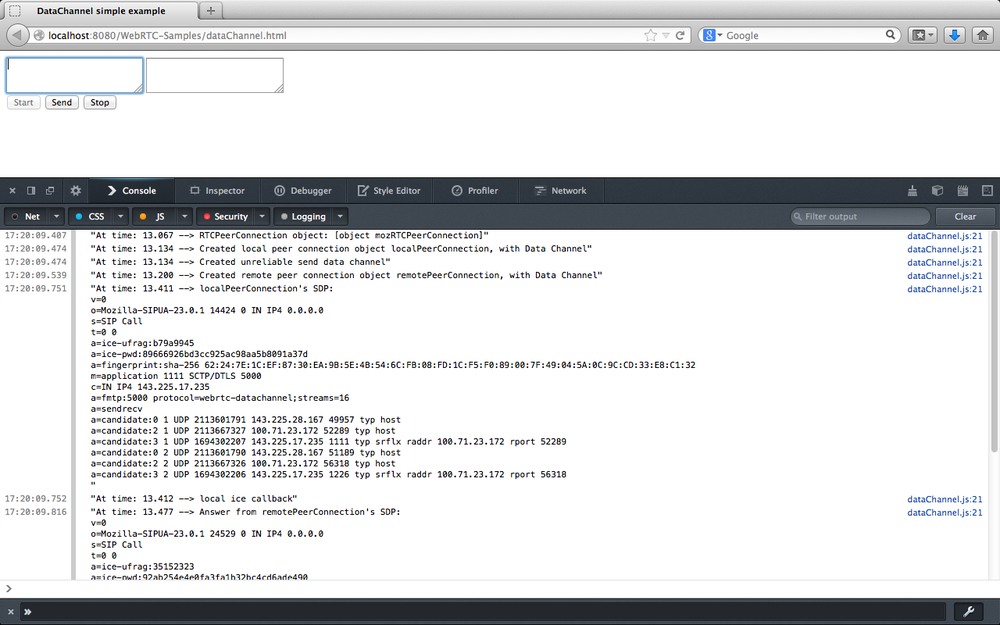 DataChannel simple example
localhost:8080/WebRTC-Samples/dataChannel.html
Google
Start Send Stop
Console Inspector Debugger Style Editor Profiler Network
Net CSS JS Security Logging Filter output Clear
17:20:09.407 "At time: 13.067 --> RTCPeerConnection object: [object mozRTCPeerConnection]" dataChannel.js:21
17:20:09.474 "At time: 13.134 --> Created local peer connection object localPeerConnection, with Data Channel" dataChannel.js:21
17:20:09.474 "At time: 13.134 --> Created unreliable send data channel" dataChannel.js:21
17:20:09.539 "At time: 13.200 --> Created remote peer connection object remotePeerConnection, with Data Channel" dataChannel.js:21
17:20:09.751 "At time: 13.411 --> localPeerConnection's SDP: dataChannel.js:21
v=0
o=Mozilla-SIPUA-23.0.1 14424 0 IN IP4 0.0.0.0
s=SIP Call
t=0 0
a=ice-ufrag:b79a9945
a=ice-pwd:89666926bd3cc925ac98aa5b8091a37d
a=fingerprint:sha-256 62:24:7E:1C:EF:87:30:EA:9B:5E:4B:54:6C:FB:08:FD:1C:F5:F0:89:00:7F:49:04:5A:0C:9C:CD:33:E8:C1:32
m=application 1111 SCTP/DTLS 5000
c=IN IP4 143.225.17.235
a=fmtp:5000 protocol=webrtc-datachannel;streams=16
a=sendrecv
a=candidate:0 1 UDP 2113601791 143.225.28.167 49957 typ host
a=candidate:2 1 UDP 2113667327 100.71.23.172 52289 typ host
a=candidate:3 1 UDP 1694302207 143.225.17.235 1111 typ srflx raddr 100.71.23.172 rport 52289
a=candidate:0 2 UDP 2113601790 143.225.28.167 51189 typ host
a=candidate:2 2 UDP 2113667326 100.71.23.172 56318 typ host
a=candidate:3 2 UDP 1694302206 143.225.17.235 1226 typ srflx raddr 100.71.23.172 rport 56318
"
17:20:09.752 "At time: 13.412 --> local ice callback" dataChannel.js:21
17:20:09.816 "At time: 13.477 --> Answer from remotePeerConnection's SDP: dataChannel.js:21
v=0
o=Mozilla-SIPUA-23.0.1 24529 0 IN IP4 0.0.0.0
s=SIP Call
t=0 0
a=ice-ufrag:35152323
a=ice-pwd:92ab254e4e0fa3fa1b32bc4cd6ade490